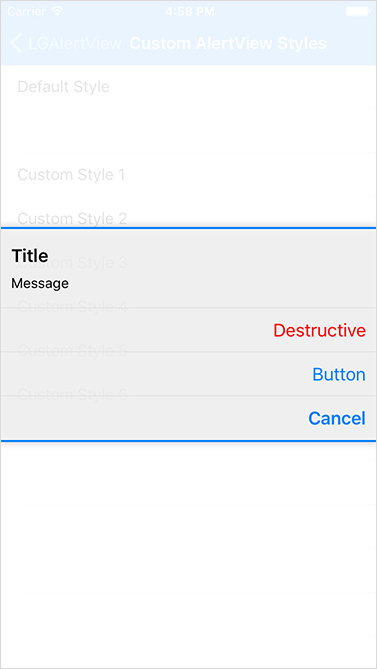 Carrier 4:58 PM
LGAlertView Custom AlertView Styles
Default Style
Custom Style 1
Custom Style 2
Title
Custom Style 3
Message
Custom Style 4
Destructive
Custom Style 5
Button
Custom Style 6
Cancel